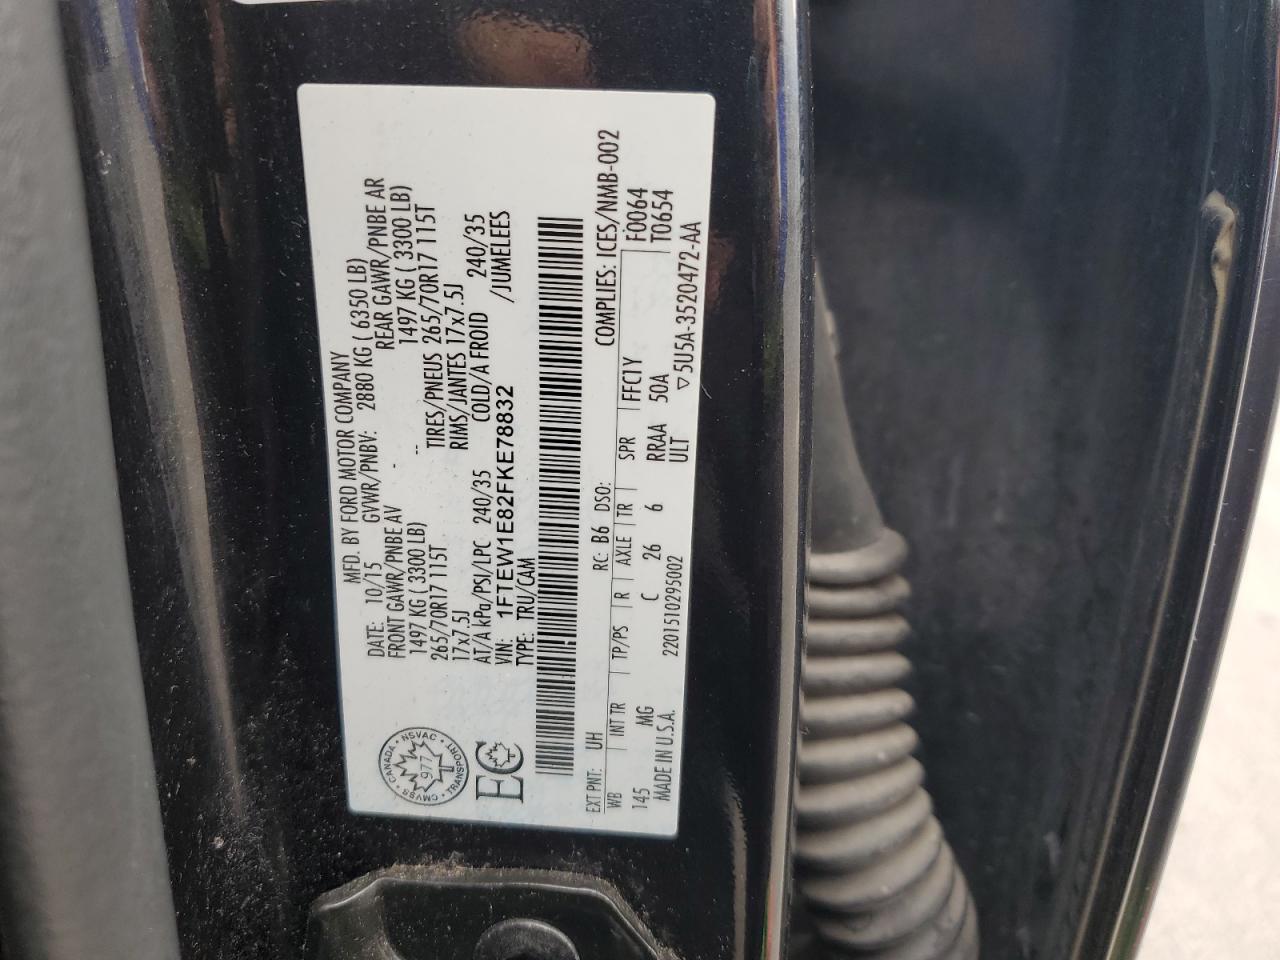 MFD. BY FORD MOTOR COMPANY
DATE: 10/15 GVWR/PNBV: 2880 KG ( 6350 LB)
FRONT GAWR/PNBE AV - REAR GAWR/PNBE AR
1497 KG ( 3300 LB) -- 1497 KG ( 3300 LB)
265/70R17 115T TIRES/PNEUS 265/70R17 115T
17x7.5J RIMS/JANTES 17x7.5J
AT/A kPa/PSI/LPC 240/35 COLD/A FROID 240/35
VIN: 1FTEW1E82FKE78832 /JUMELEES
TYPE: TRU/CAM
CMVSS • CANADA • NSVAC • TRANSPORT •
977
EC
EXT PNT: UH RC: B6 DSO: COMPLIES: ICES/NMB-002
WB INT TR TP/PS R AXLE TR SPR FFC1Y F0064
145 MG C 26 6 RRAA 50A T0654
MADE IN U.S.A. 2201510295002 ULT ▽5U5A-3520472-AA